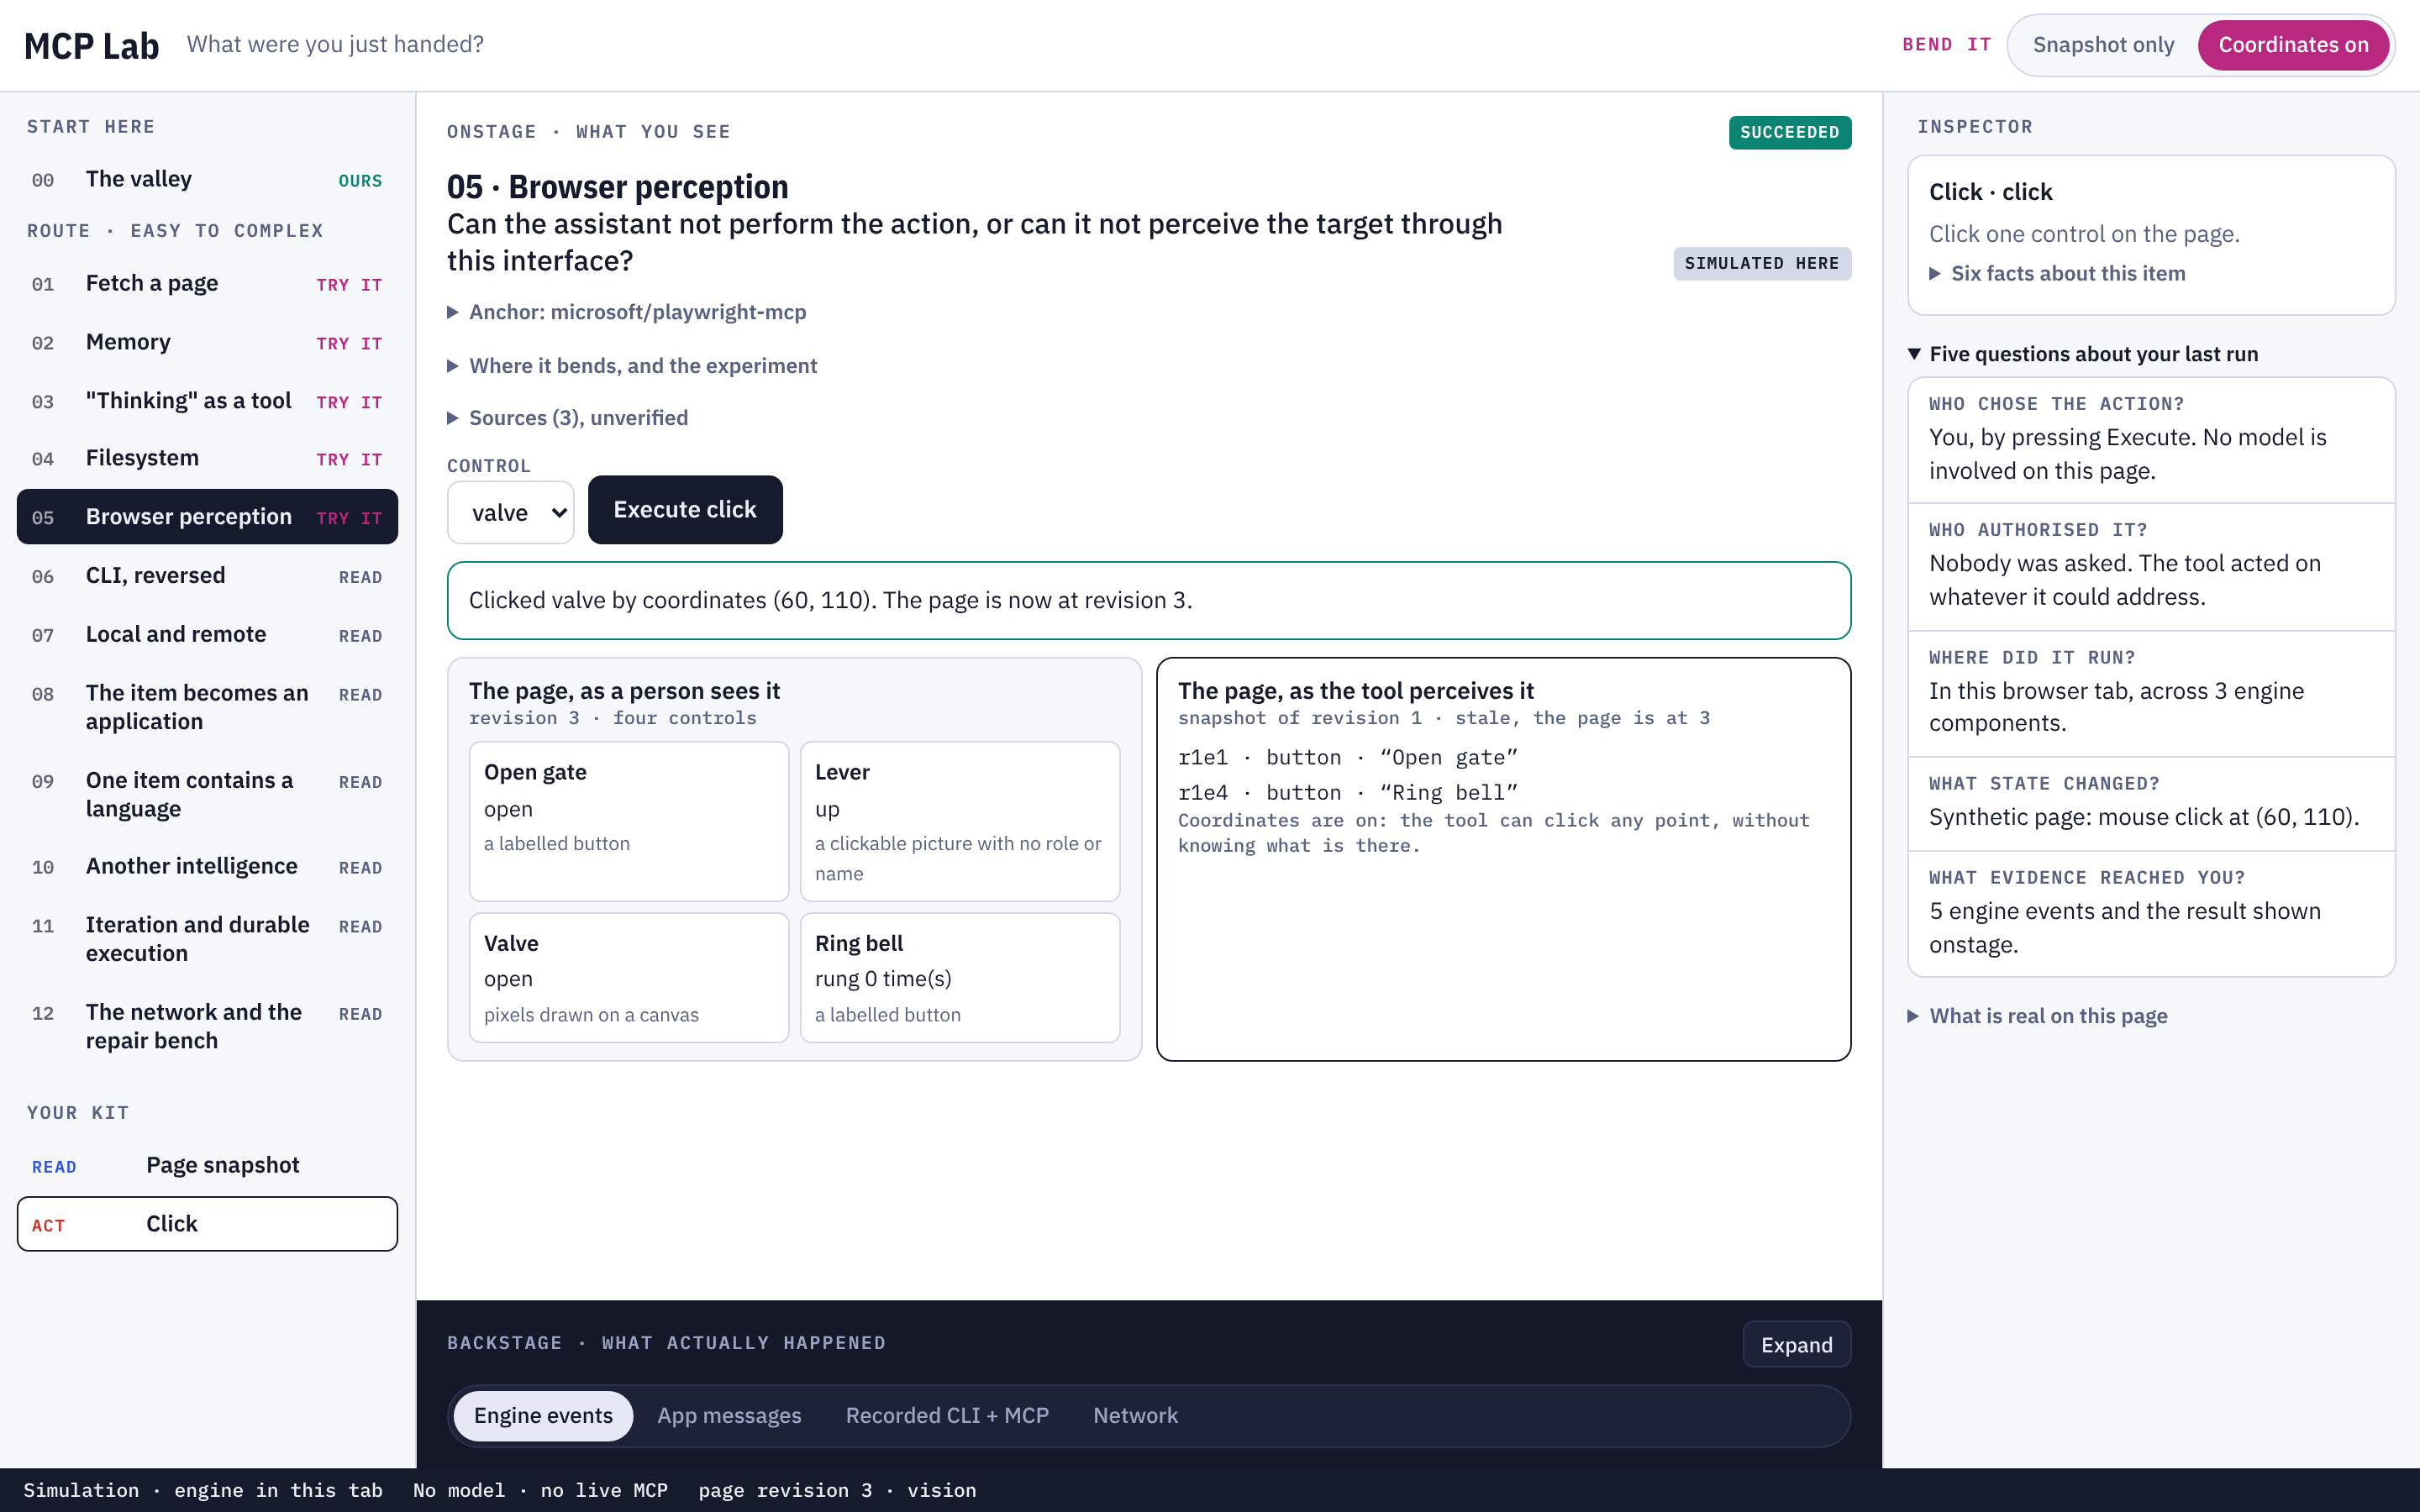 MCP Lab
What were you just handed?
BEND IT
Snapshot only
Coordinates on
START HERE
00 The valley OURS
ROUTE · EASY TO COMPLEX
01 Fetch a page TRY IT
02 Memory TRY IT
03 "Thinking" as a tool TRY IT
04 Filesystem TRY IT
05 Browser perception TRY IT
06 CLI, reversed READ
07 Local and remote READ
08 The item becomes an READ
application
09 One item contains a READ
language
10 Another intelligence READ
11 Iteration and durable READ
execution
12 The network and the READ
repair bench
YOUR KIT
READ Page snapshot
ACT Click
ONSTAGE · WHAT YOU SEE
SUCCEEDED
05 · Browser perception
Can the assistant not perform the action, or can it not perceive the target through
this interface?
SIMULATED HERE
Anchor: microsoft/playwright-mcp
Where it bends, and the experiment
Sources (3), unverified
CONTROL
valve
Execute click
Clicked valve by coordinates (60, 110). The page is now at revision 3.
The page, as a person sees it
revision 3 · four controls
Open gate
open
a labelled button
Lever
up
a clickable picture with no role or
name
Valve
open
pixels drawn on a canvas
Ring bell
rung 0 time(s)
a labelled button
The page, as the tool perceives it
snapshot of revision 1 · stale, the page is at 3
r1e1 · button · “Open gate”
r1e4 · button · “Ring bell”
Coordinates are on: the tool can click any point, without
knowing what is there.
BACKSTAGE · WHAT ACTUALLY HAPPENED
Expand
Engine events
App messages
Recorded CLI + MCP
Network
INSPECTOR
Click · click
Click one control on the page.
Six facts about this item
Five questions about your last run
WHO CHOSE THE ACTION?
You, by pressing Execute. No model is
involved on this page.
WHO AUTHORISED IT?
Nobody was asked. The tool acted on
whatever it could address.
WHERE DID IT RUN?
In this browser tab, across 3 engine
components.
WHAT STATE CHANGED?
Synthetic page: mouse click at (60, 110).
WHAT EVIDENCE REACHED YOU?
5 engine events and the result shown
onstage.
What is real on this page
Simulation · engine in this tab No model · no live MCP page revision 3 · vision